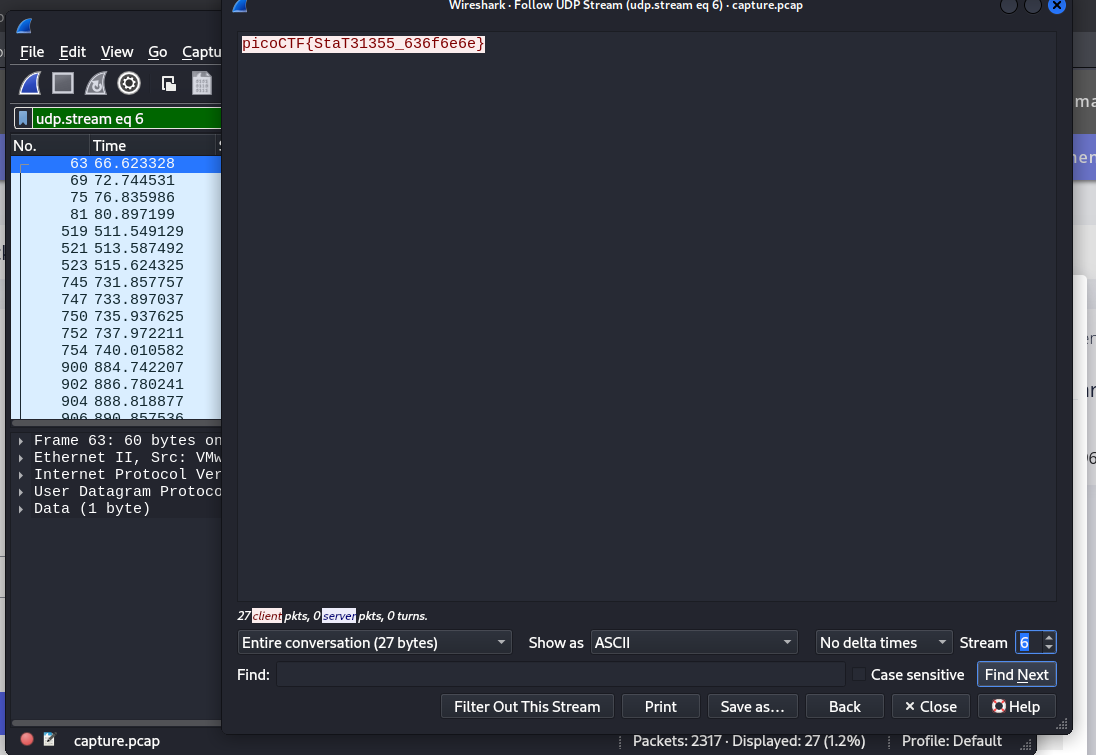 Wireshark · Follow UDP Stream (udp.stream eq 6) · capture.pcap
File Edit View Go Captu
picoCTF{StaT31355_636f6e6e}
udp.stream eq 6
No. Time
63 66.623328
69 72.744531
75 76.835986
81 80.897199
519 511.549129
521 513.587492
523 515.624325
745 731.857757
747 733.897037
750 735.937625
752 737.972211
754 740.010582
900 884.742207
902 886.780241
904 888.818877
906 890.857536
Frame 63: 60 bytes on
Ethernet II, Src: VMw
Internet Protocol Ver
User Datagram Protoco
Data (1 byte)
27 client pkts, 0 server pkts, 0 turns.
Entire conversation (27 bytes) Show as ASCII No delta times Stream 6
Find: Case sensitive Find Next
Filter Out This Stream Print Save as… Back × Close Help
capture.pcap Packets: 2317 · Displayed: 27 (1.2%) Profile: Default